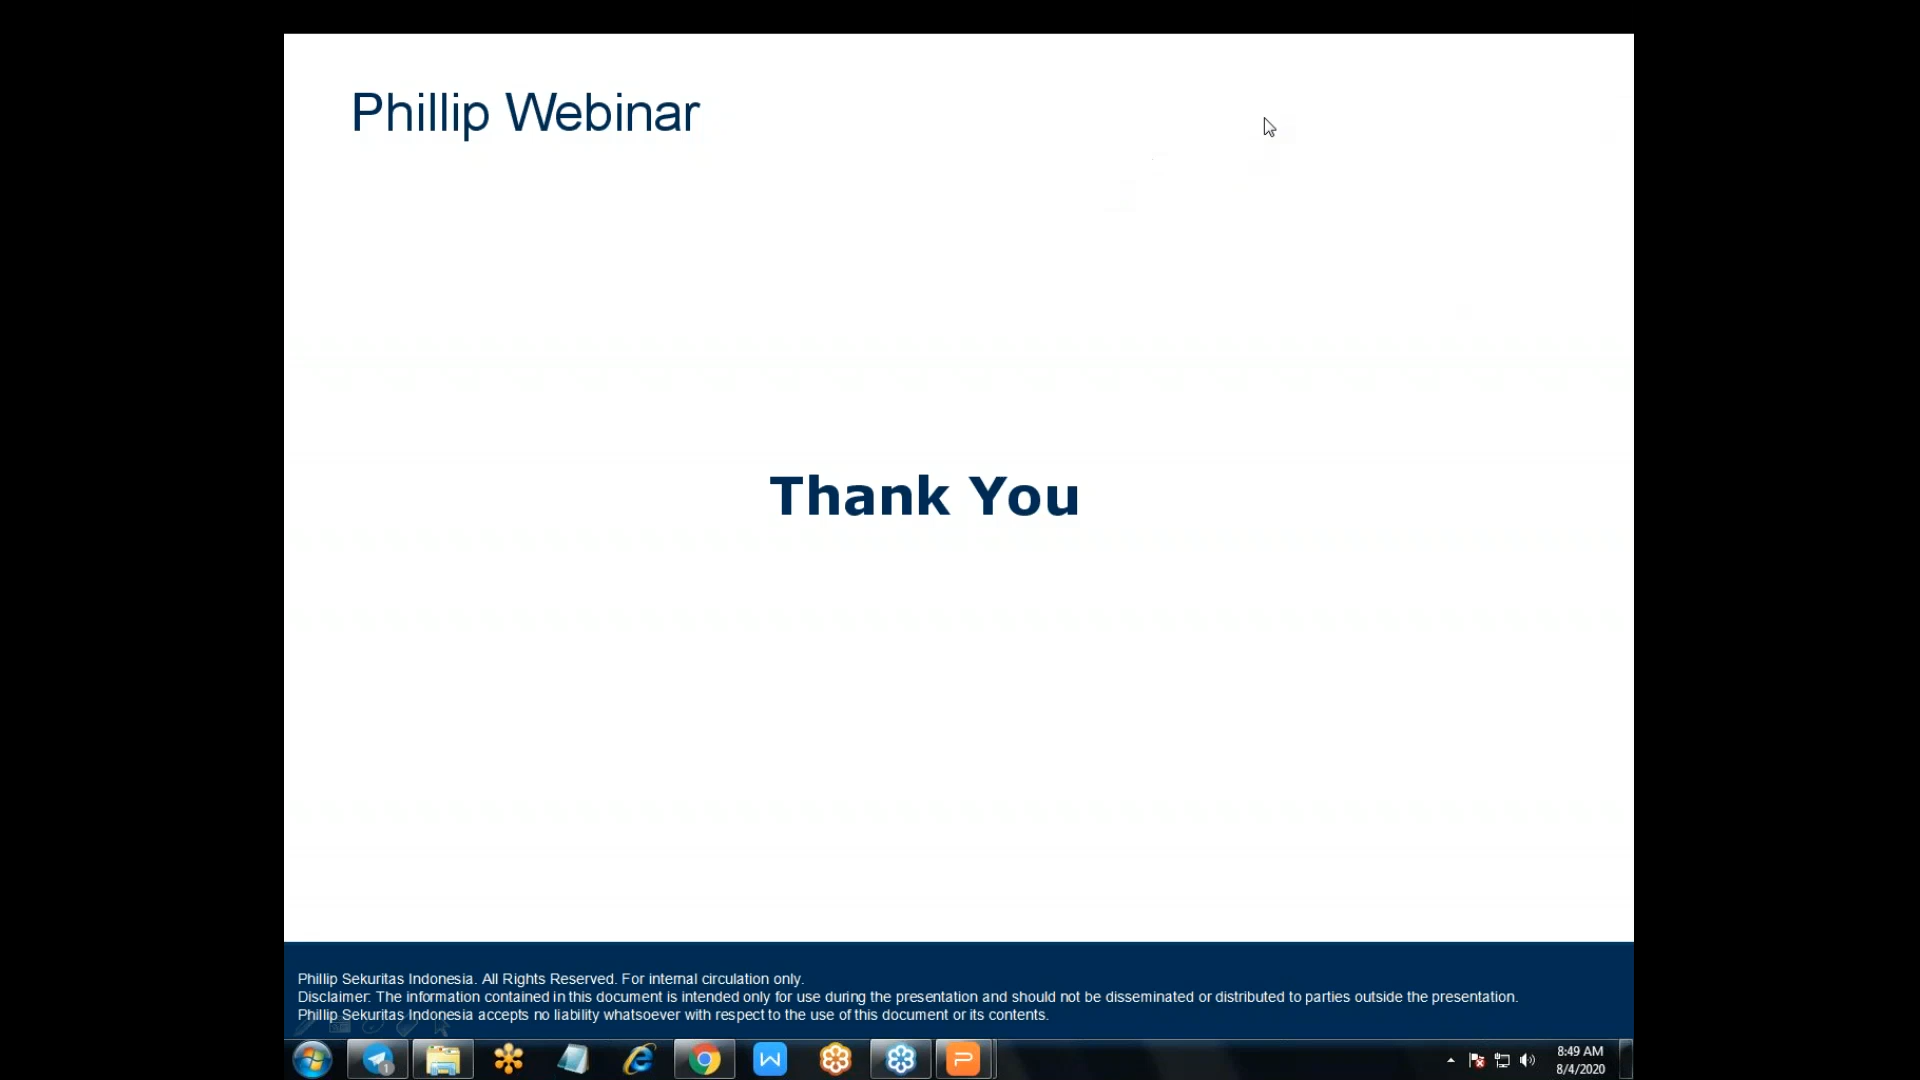 Phillip Webinar
Thank You
Phillip Sekuritas Indonesia. All Rights Reserved. For internal circulation only.
Disclaimer: The information contained in this document is intended only for use during the presentation and should not be disseminated or distributed to parties outside the presentation.
Phillip Sekuritas Indonesia accepts no liability whatsoever with respect to the use of this document or its contents.
1
8:49 AM
8/4/2020